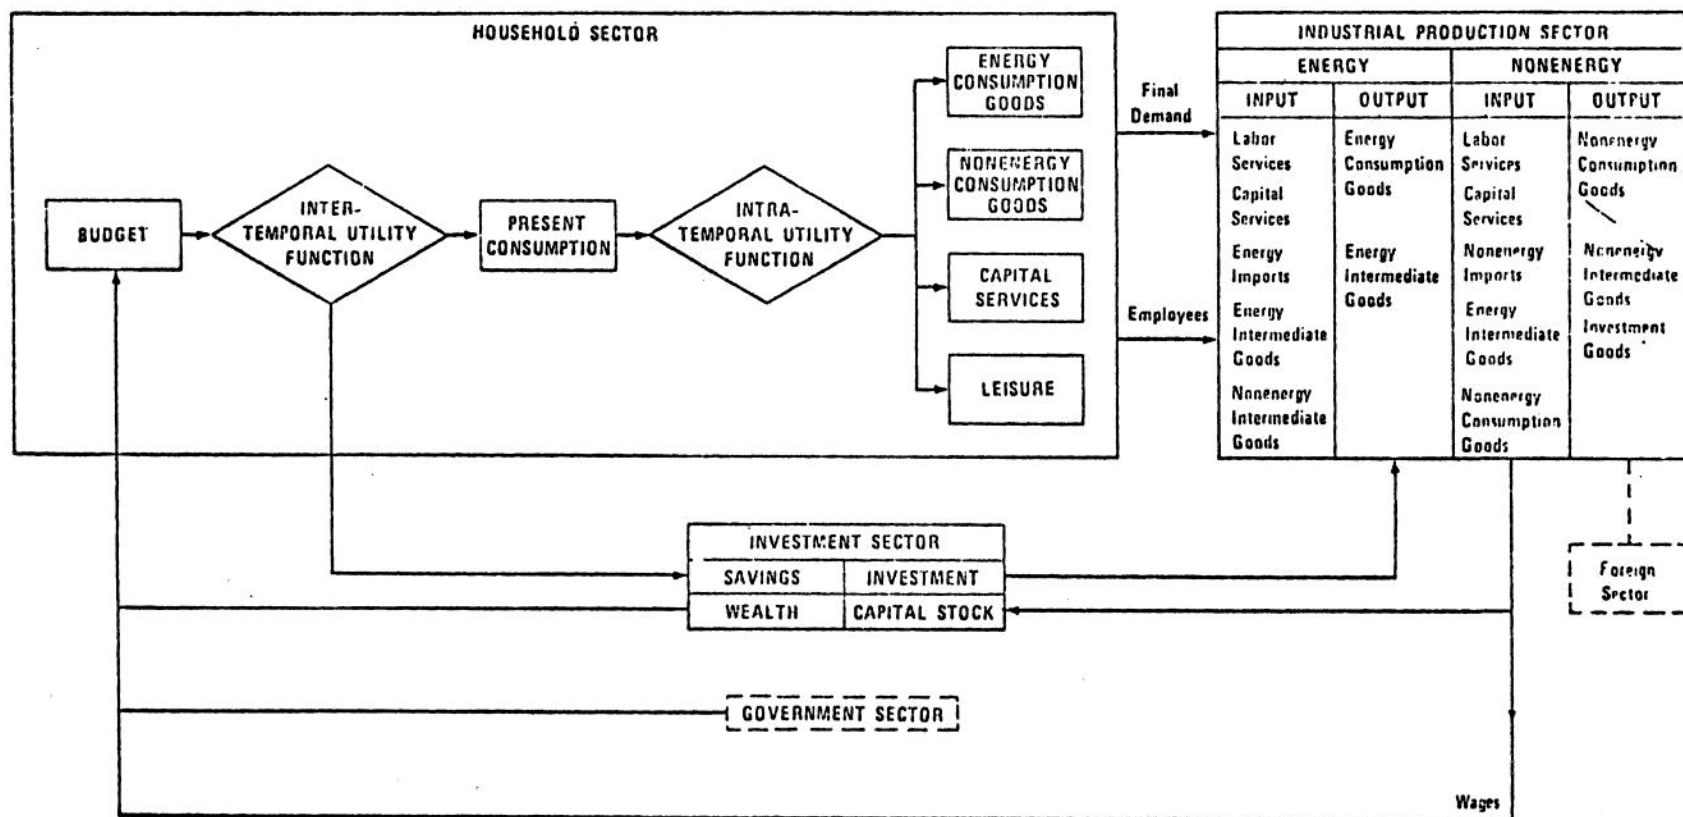 HOUSEHOLD SECTOR
BUDGET
INTER-
TEMPORAL UTILITY
FUNCTION
PRESENT
CONSUMPTION
INTRA-
TEMPORAL UTILITY
FUNCTION
ENERGY
CONSUMPTION
GOODS
NONENERGY
CONSUMPTION
GOODS
CAPITAL
SERVICES
LEISURE
Final
Demand
Employees
INDUSTRIAL PRODUCTION SECTOR
ENERGY
NONENERGY
INPUT
OUTPUT
INPUT
OUTPUT
Labor
Services
Capital
Services
Energy
Imports
Energy
Intermediate
Goods
Nonenergy
Intermediate
Goods
Energy
Consumption
Goods
Energy
Intermediate
Goods
Labor
Services
Capital
Services
Nonenergy
Imports
Energy
Intermediate
Goods
Nonenergy
Consumption
Goods
Nonenergy
Consumption
Goods
Nonenergy
Intermediate
Goods
Investment
Goods
INVESTMENT SECTOR
SAVINGS
INVESTMENT
WEALTH
CAPITAL STOCK
Foreign
Sector
GOVERNMENT SECTOR
Wages